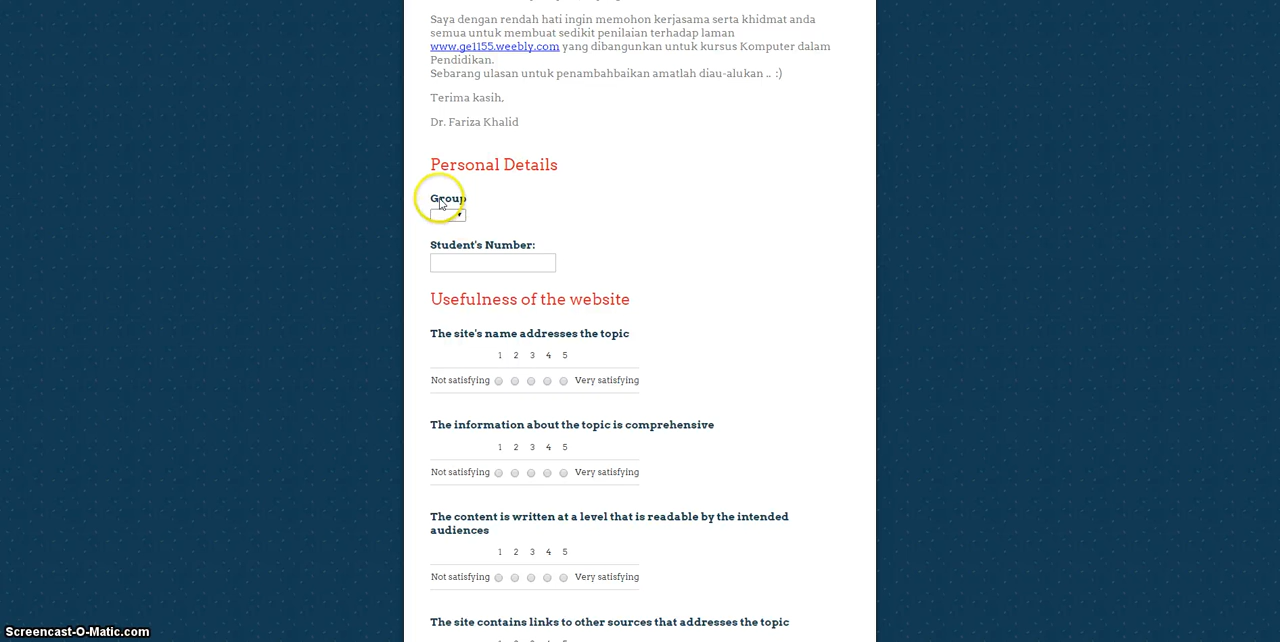 Saya dengan rendah hati ingin memohon kerjasama serta khidmat anda
semua untuk membuat sedikit penilaian terhadap laman
www.ge1155.weebly.com yang dibangunkan untuk kursus Komputer dalam
Pendidikan.
Sebarang ulasan untuk penambahbaikan amatlah diau-alukan .. :)
Terima kasih,
Dr. Fariza Khalid
Personal Details
Group
Student's Number:
Usefulness of the website
The site's name addresses the topic
1 2 3 4 5
Not satisfying Very satisfying
The information about the topic is comprehensive
1 2 3 4 5
Not satisfying Very satisfying
The content is written at a level that is readable by the intended
audiences
1 2 3 4 5
Not satisfying Very satisfying
The site contains links to other sources that addresses the topic
Screencast-O-Matic.com